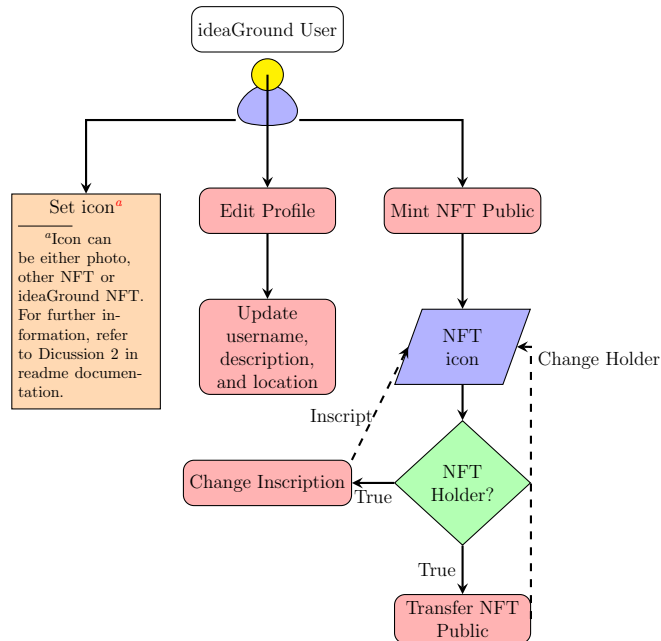 ideaGround User
Set icona
aIcon can
be either photo,
other NFT or
ideaGround NFT.
For further in-
formation, refer
to Dicussion 2 in
readme documen-
tation.
Edit Profile
Mint NFT Public
Update
username,
description,
and location
NFT
icon
Change Holder
Inscript
Change Inscription
True
NFT
Holder?
True
Transfer NFT
Public